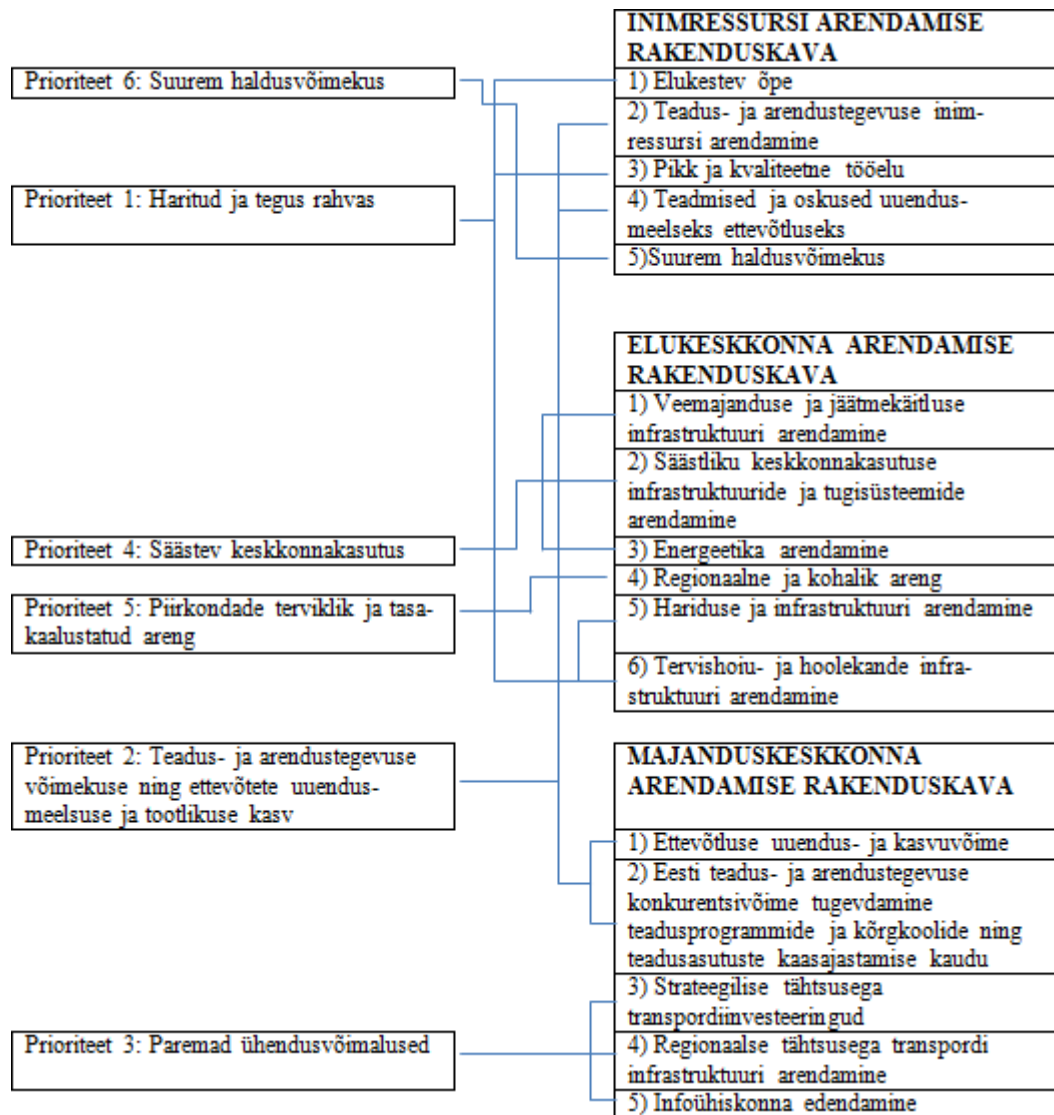 Prioriteet 6: Suurem haldusvõimekus
Prioriteet 1: Haritud ja tegus rahvas
Prioriteet 4: Säästev keskkonnakasutus
Prioriteet 5: Piirkondade terviklik ja tasa-
kaalustatud areng
Prioriteet 2: Teadus- ja arendustegevuse
võimekuse ning ettevõtete uuendus-
meelsuse ja tootlikuse kasv
Prioriteet 3: Paremad ühendusvõimalused
INIMRESSURSI ARENDAMISE
RAKENDUSKAVA
1) Elukestev õpe
2) Teadus- ja arendustegevuse inim-
ressursi arendamine
3) Pikk ja kvaliteetne tööelu
4) Teadmised ja oskused uuendus-
meelseks ettevõtluseks
5)Suurem haldusvõimekus
ELUKESKKONNA ARENDAMISE
RAKENDUSKAVA
1) Veemajanduse ja jäätmekäitluse
infrastruktuuri arendamine
2) Säästliku keskkonnakasutuse
infrastruktuuride ja tugisüsteemide
arendamine
3) Energeetika arendamine
4) Regionaalne ja kohalik areng
5) Hariduse ja infrastruktuuri arendamine
6) Tervishoiu- ja hoolekande infra-
struktuuri arendamine
MAJANDUSKESKKONNA
ARENDAMISE RAKENDUSKAVA
1) Ettevõtluse uuendus- ja kasvuvõime
2) Eesti teadus- ja arendustegevuse
konkurentsivõime tugevdamine
teadusprogrammide ja kõrgkoolide ning
teadusasutuste kaasajastamise kaudu
3) Strateegilise tähtsusega
transpordiinvesteeringud
4) Regionaalse tähtsusega transpordi
infrastruktuuri arendamine
5) Infoühiskonna edendamine